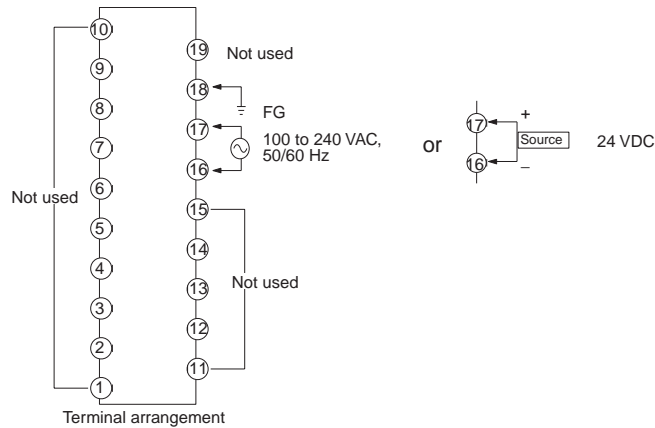 10
9
8
7
6
5
4
3
2
1
Not used
19
18
17
16
15
14
13
12
11
Not used
FG
100 to 240 VAC,
50/60 Hz
Not used
or
17
16
+
Source
–
24 VDC
Terminal arrangement